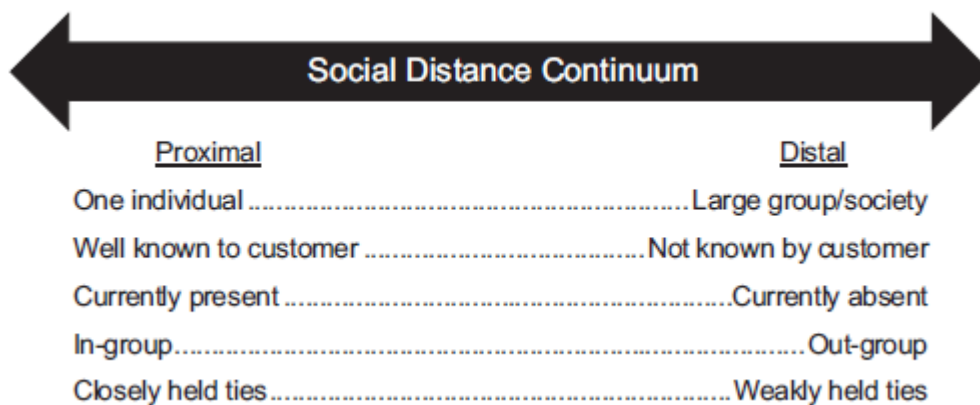 Social Distance Continuum
Proximal Distal
One individual ................................................................ Large group/society
Well known to customer ......................................... Not known by customer
Currently present ................................................................. Currently absent
In-group............................................................................................ Out-group
Closely held ties................................................................... Weakly held ties